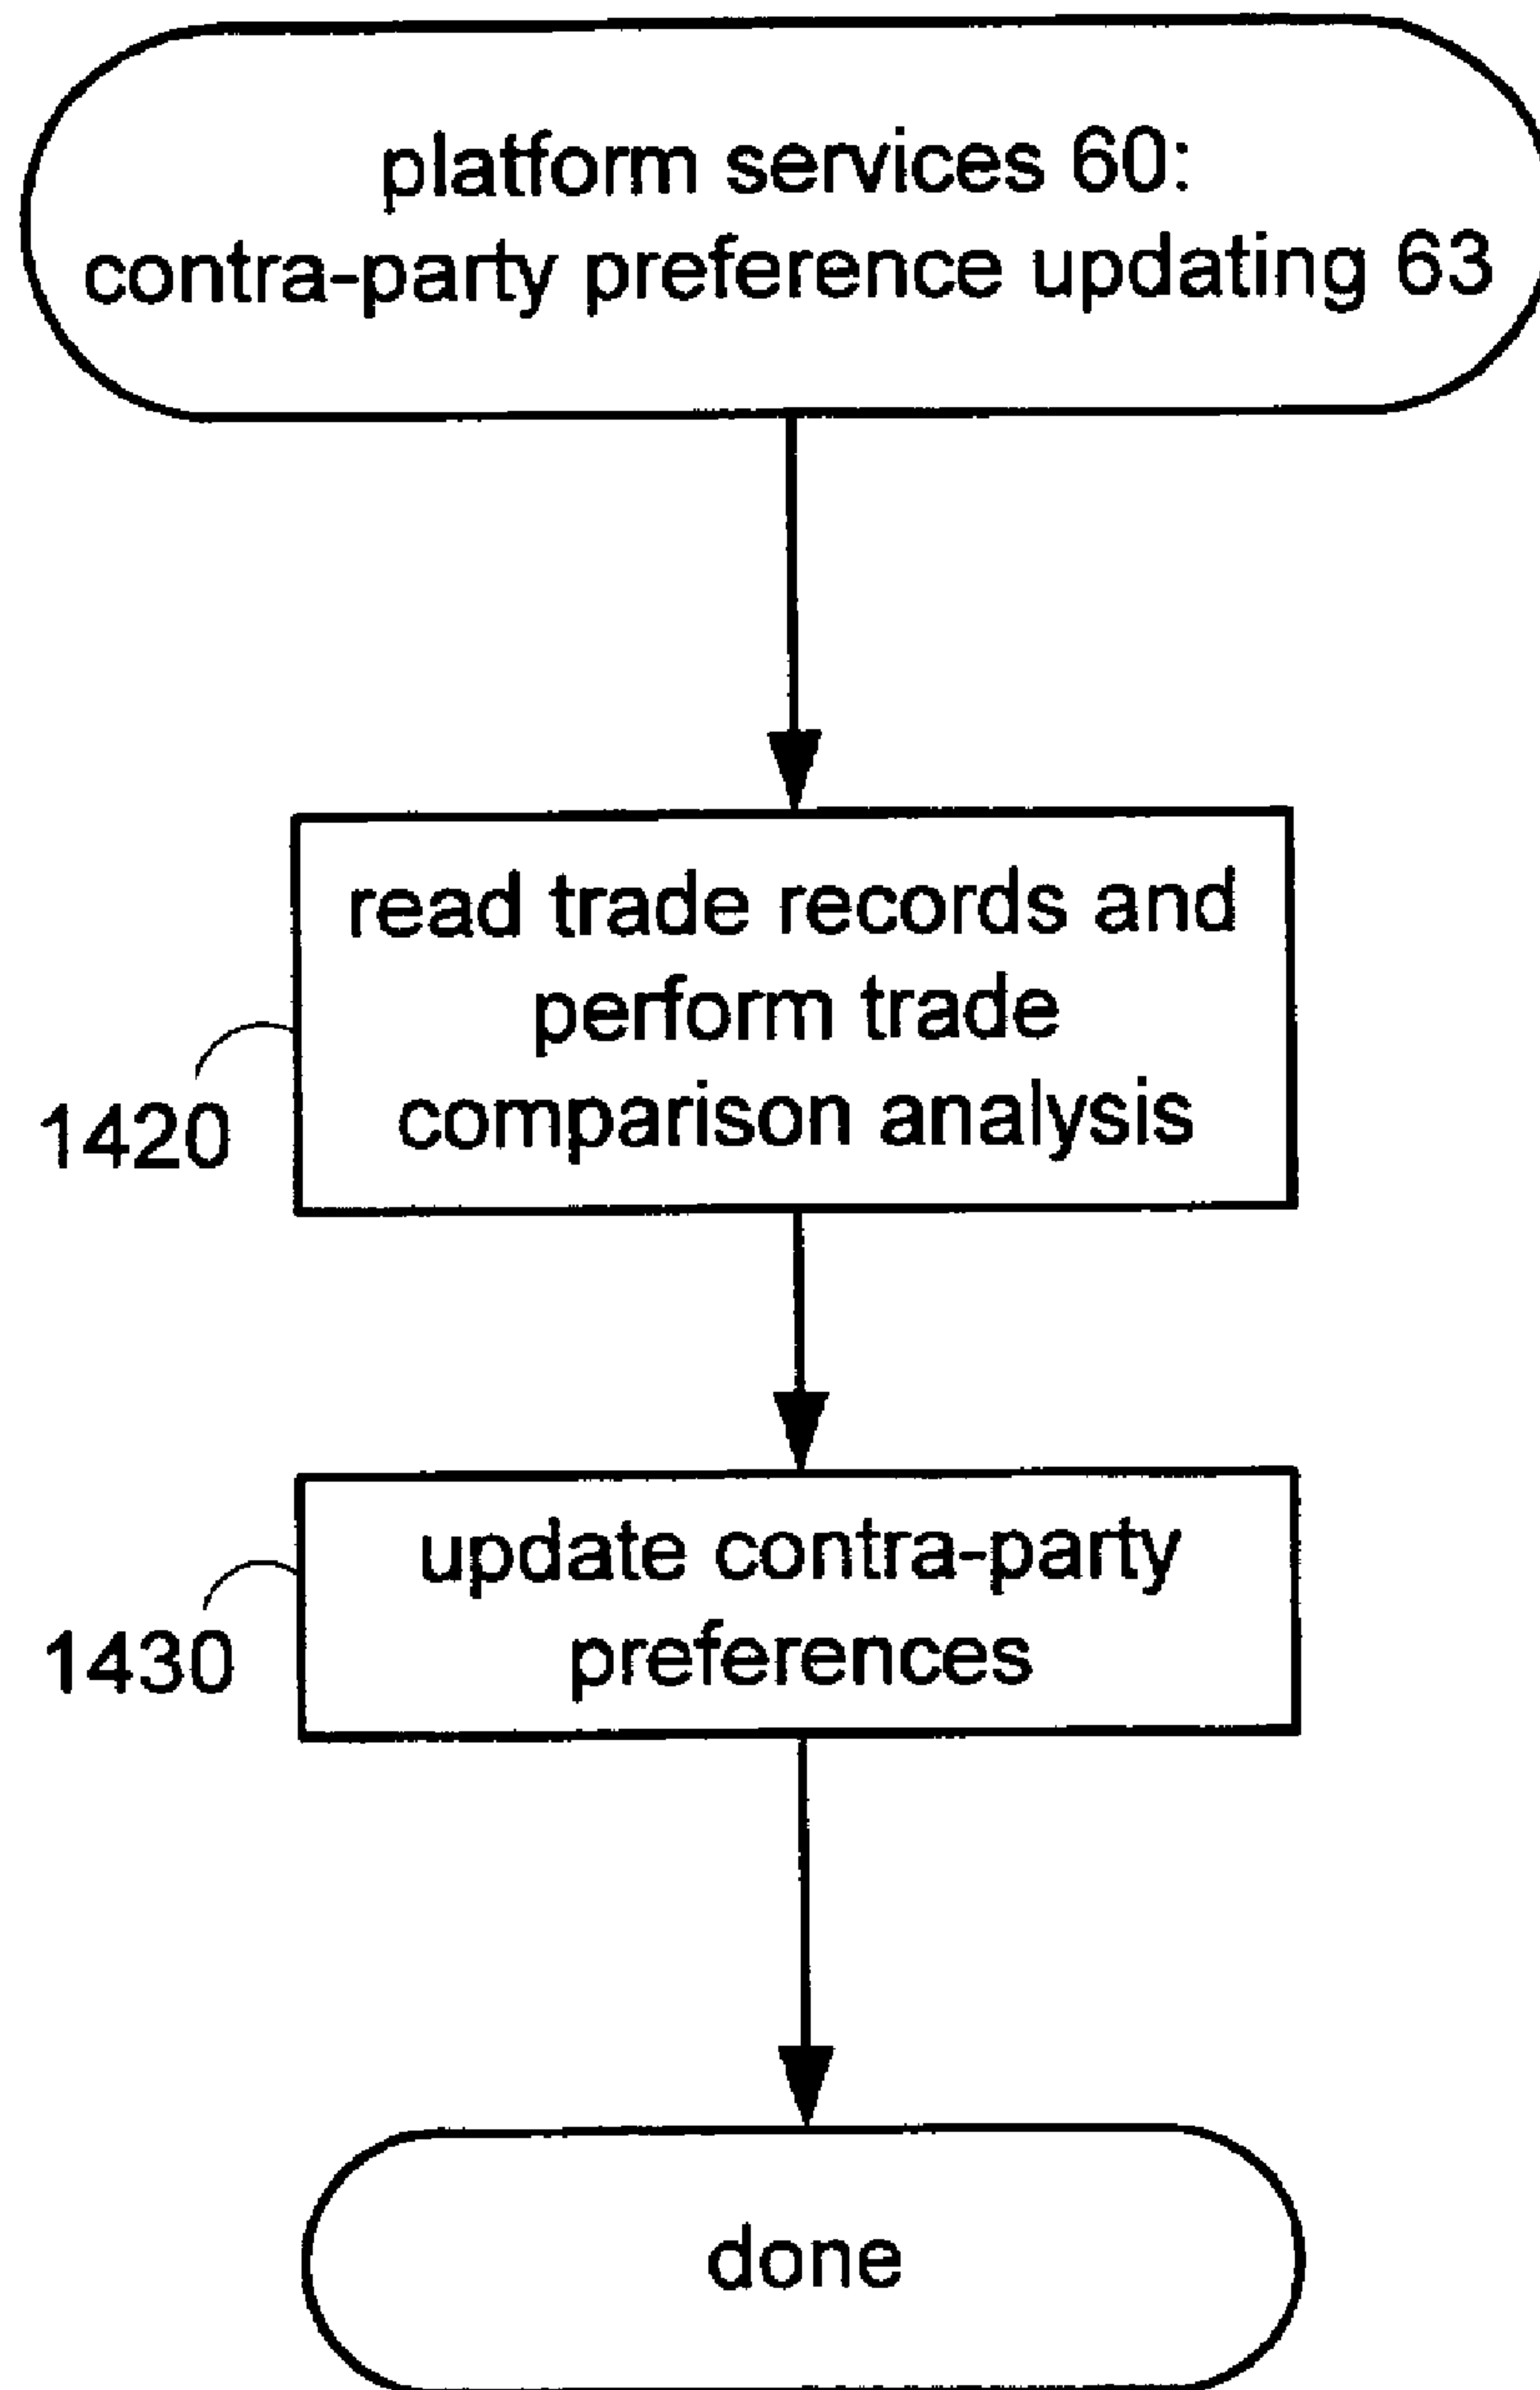 platform services 60:
contra-party preference updating 63
read trade records and
perform trade
comparison analysis
1420
update contra-party
preferences
1430
done